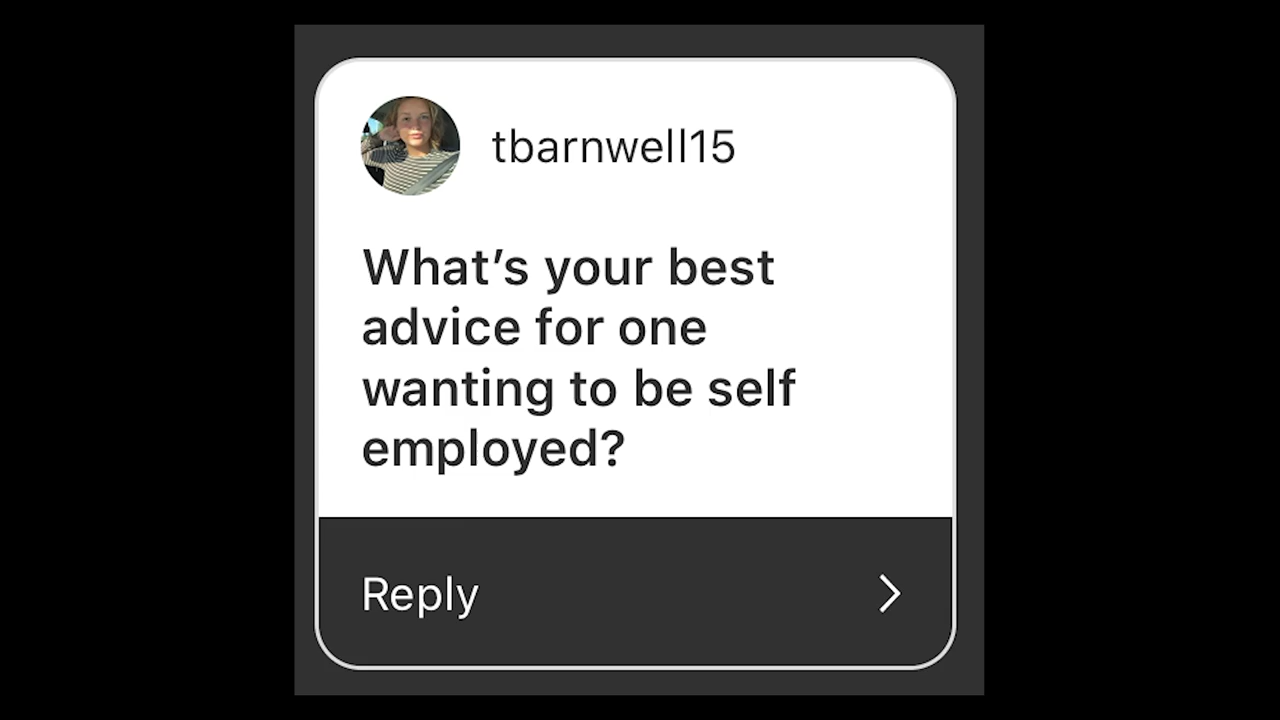 tbarnwell15
What’s your best
advice for one
wanting to be self
employed?
Reply